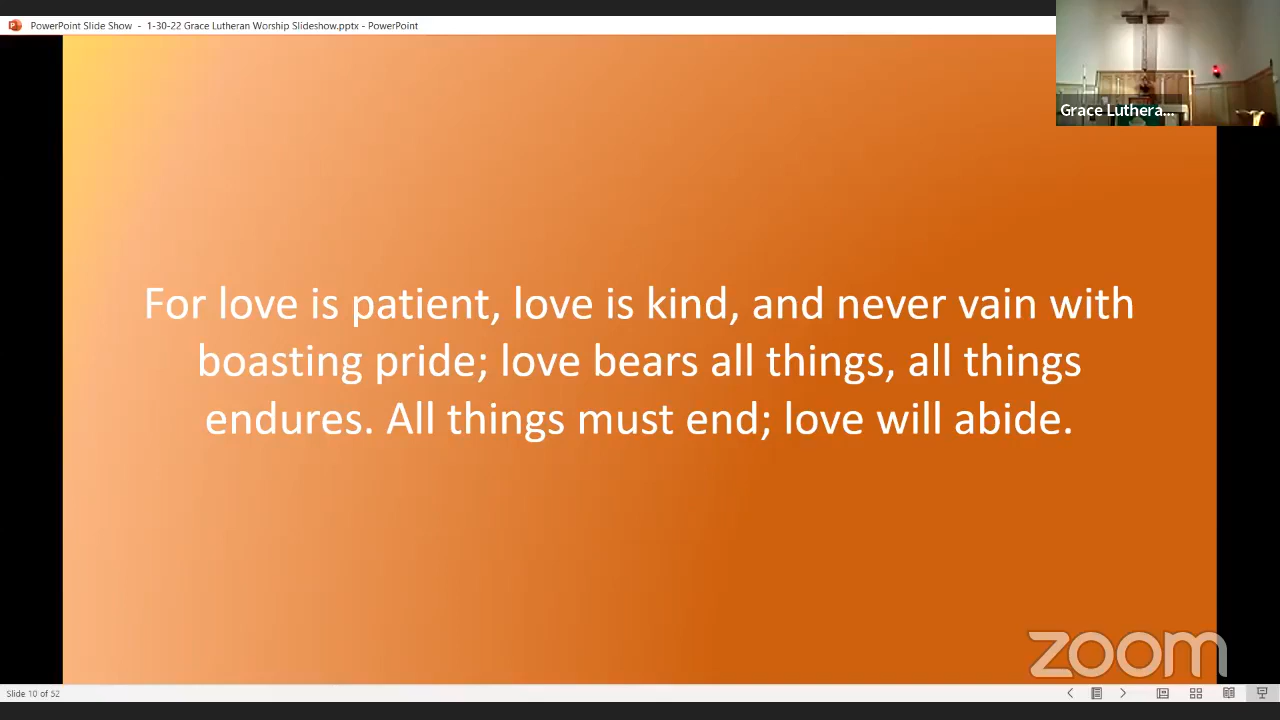 PowerPoint Slide Show - 1-30-22 Grace Lutheran Worship Slideshow.pptx - PowerPoint
Grace Luthera...
For love is patient, love is kind, and never vain with
boasting pride; love bears all things, all things
endures. All things must end; love will abide.
zoom
Slide 10 of 52